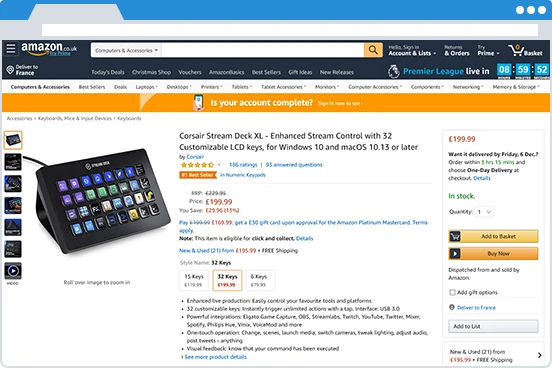 amazon.co.uk
Try Prime
Computers & Accessories
Hello, Sign in
Account & Lists
Returns
& Orders
Try
Prime
0
Basket
Deliver to
France
Today's Deals Christmas Shop Vouchers AmazonBasics Best Sellers Gift Ideas New Releases
Premier League live in 08 : 59 : 52
Computers & Accessories Best Sellers Deals Laptops Desktops Printers Tablets Tablet Accessories Monitors Computer Accessories Components Networking Memory & Storage
Is your account complete? Sign in now see ›
Accessories › Keyboards, Mice & Input Devices › Keyboards
Corsair Stream Deck XL - Enhanced Stream Control with 32
Customizable LCD keys, for Windows 10 and macOS 10.13 or later
by Corsair
186 ratings | 93 answered questions
#1 Best Seller in Numeric Keypads
RRP: £229.95
Price: £199.99
You Save: £29.96 (13%)
Pay £199.99 £169.99: get a £30 gift card upon approval for the Amazon Platinum Mastercard. Terms
apply.
Note: This item is eligible for click and collect. Details
New & Used (21) from £195.99 + FREE Shipping
Style Name: 32 Keys
15 Keys
£119.99
32 Keys
£199.99
6 Keys
£79.99
• Enhanced live production: Easily control your favourite tools and platforms
• 32 customizable keys: Instantly trigger unlimited actions with a tap. Interface: USB 3.0
• Powerful integrations: Elgato Game Capture, OBS, Streamlabs, Twitch, YouTube, Twitter, Mixer,
Spotify, Philips Hue, Vmix, VoiceMod and more
• One-touch operation: Change, scenes, launch media, switch cameras, tweak lighting, adjust audio,
post tweets - anything
• Visual feedback: know that your command has been executed
› See more product details
STREAM DECK
VIDEO
Roll over image to zoom in
£199.99
Want it delivered by Friday, 6 Dec.?
Order within 3 hrs 15 mins and
choose One-Day Delivery at
checkout. Details
In stock.
Quantity: 1
Add to Basket
Buy Now
Dispatched from and sold by
Amazon.
Add gift options
Deliver to France
Add to List
New & Used (21) from
£195.99 + FREE Shipping